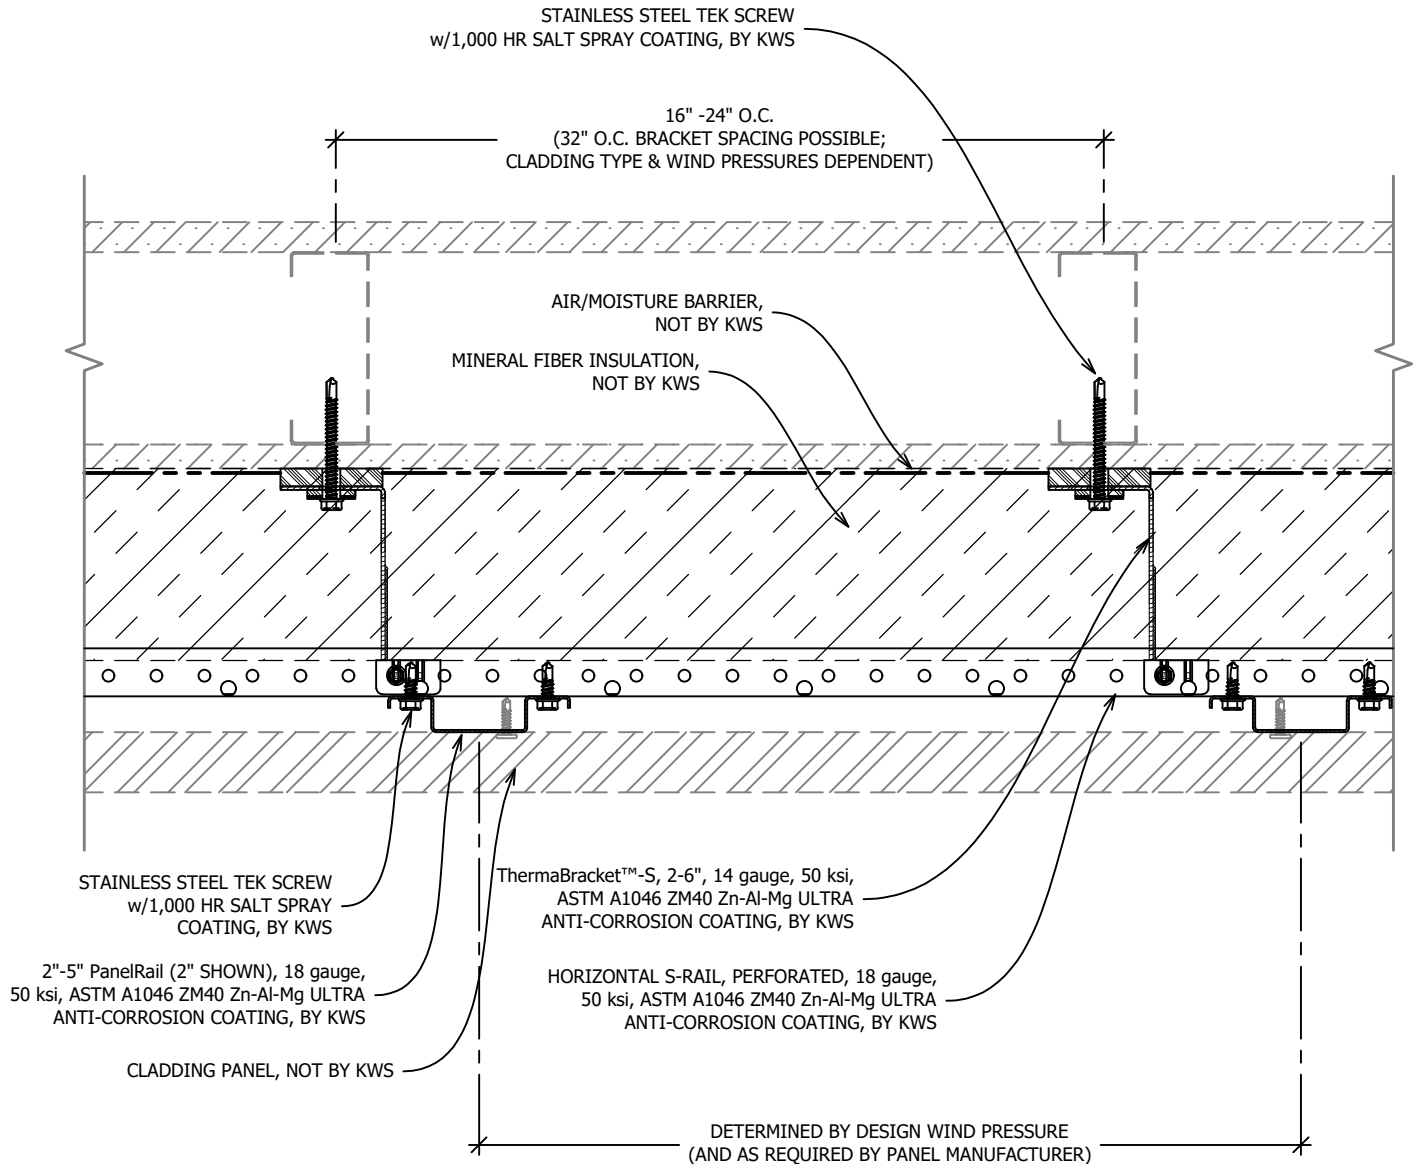 STAINLESS STEEL TEK SCREW
w/1,000 HR SALT SPRAY COATING, BY KWS
16" -24" O.C.
(32" O.C. BRACKET SPACING POSSIBLE;
CLADDING TYPE & WIND PRESSURES DEPENDENT)
AIR/MOISTURE BARRIER,
NOT BY KWS
MINERAL FIBER INSULATION,
NOT BY KWS
STAINLESS STEEL TEK SCREW
w/1,000 HR SALT SPRAY
COATING, BY KWS
2"-5" PanelRail (2" SHOWN), 18 gauge,
50 ksi, ASTM A1046 ZM40 Zn-Al-Mg ULTRA
ANTI-CORROSION COATING, BY KWS
CLADDING PANEL, NOT BY KWS
ThermaBracket™-S, 2-6", 14 gauge, 50 ksi,
ASTM A1046 ZM40 Zn-Al-Mg ULTRA
ANTI-CORROSION COATING, BY KWS
HORIZONTAL S-RAIL, PERFORATED, 18 gauge,
50 ksi, ASTM A1046 ZM40 Zn-Al-Mg ULTRA
ANTI-CORROSION COATING, BY KWS
DETERMINED BY DESIGN WIND PRESSURE
(AND AS REQUIRED BY PANEL MANUFACTURER)